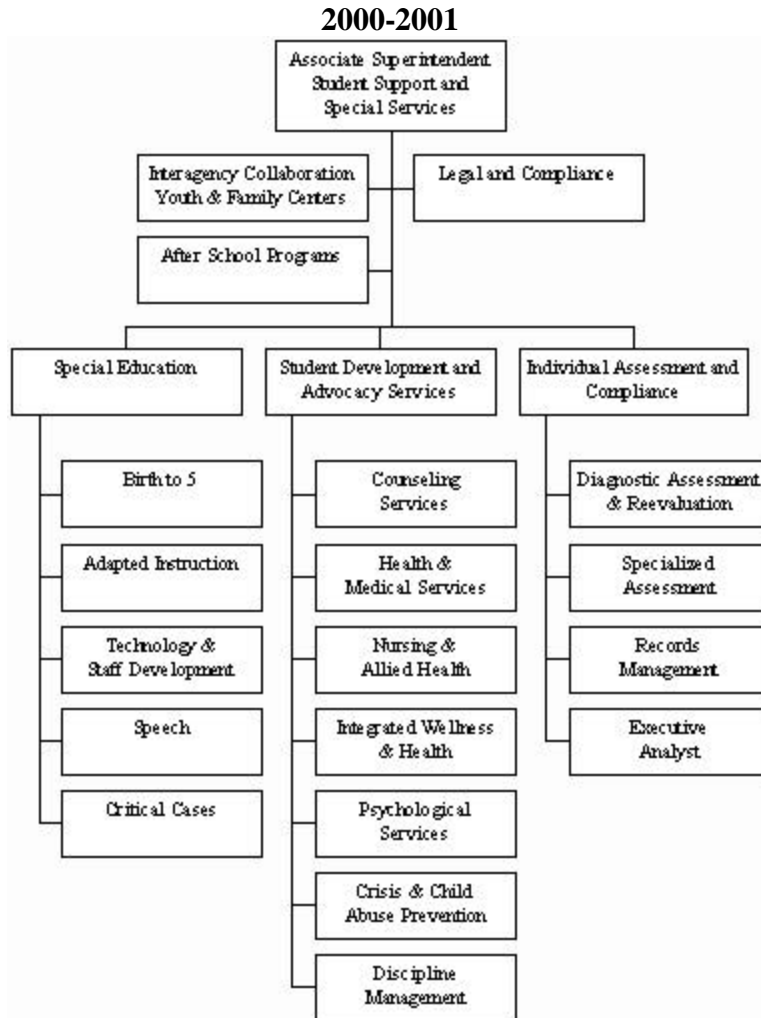 2000-2001
Associate Superintendent
Student Support and
Special Services
Interagency Collaboration
Youth & Family Centers
Legal and Compliance
After School Programs
Special Education
Student Development and
Advocacy Services
Individual Assessment and
Compliance
Birth to 5
Adapted Instruction
Technology &
Staff Development
Speech
Critical Cases
Counseling
Services
Health &
Medical Services
Nursing &
Allied Health
Integrated Wellness
& Health
Psychological
Services
Crisis & Child
Abuse Prevention
Discipline
Management
Diagnostic Assessment
& Reevaluation
Specialized
Assessment
Records
Management
Executive
Analyst